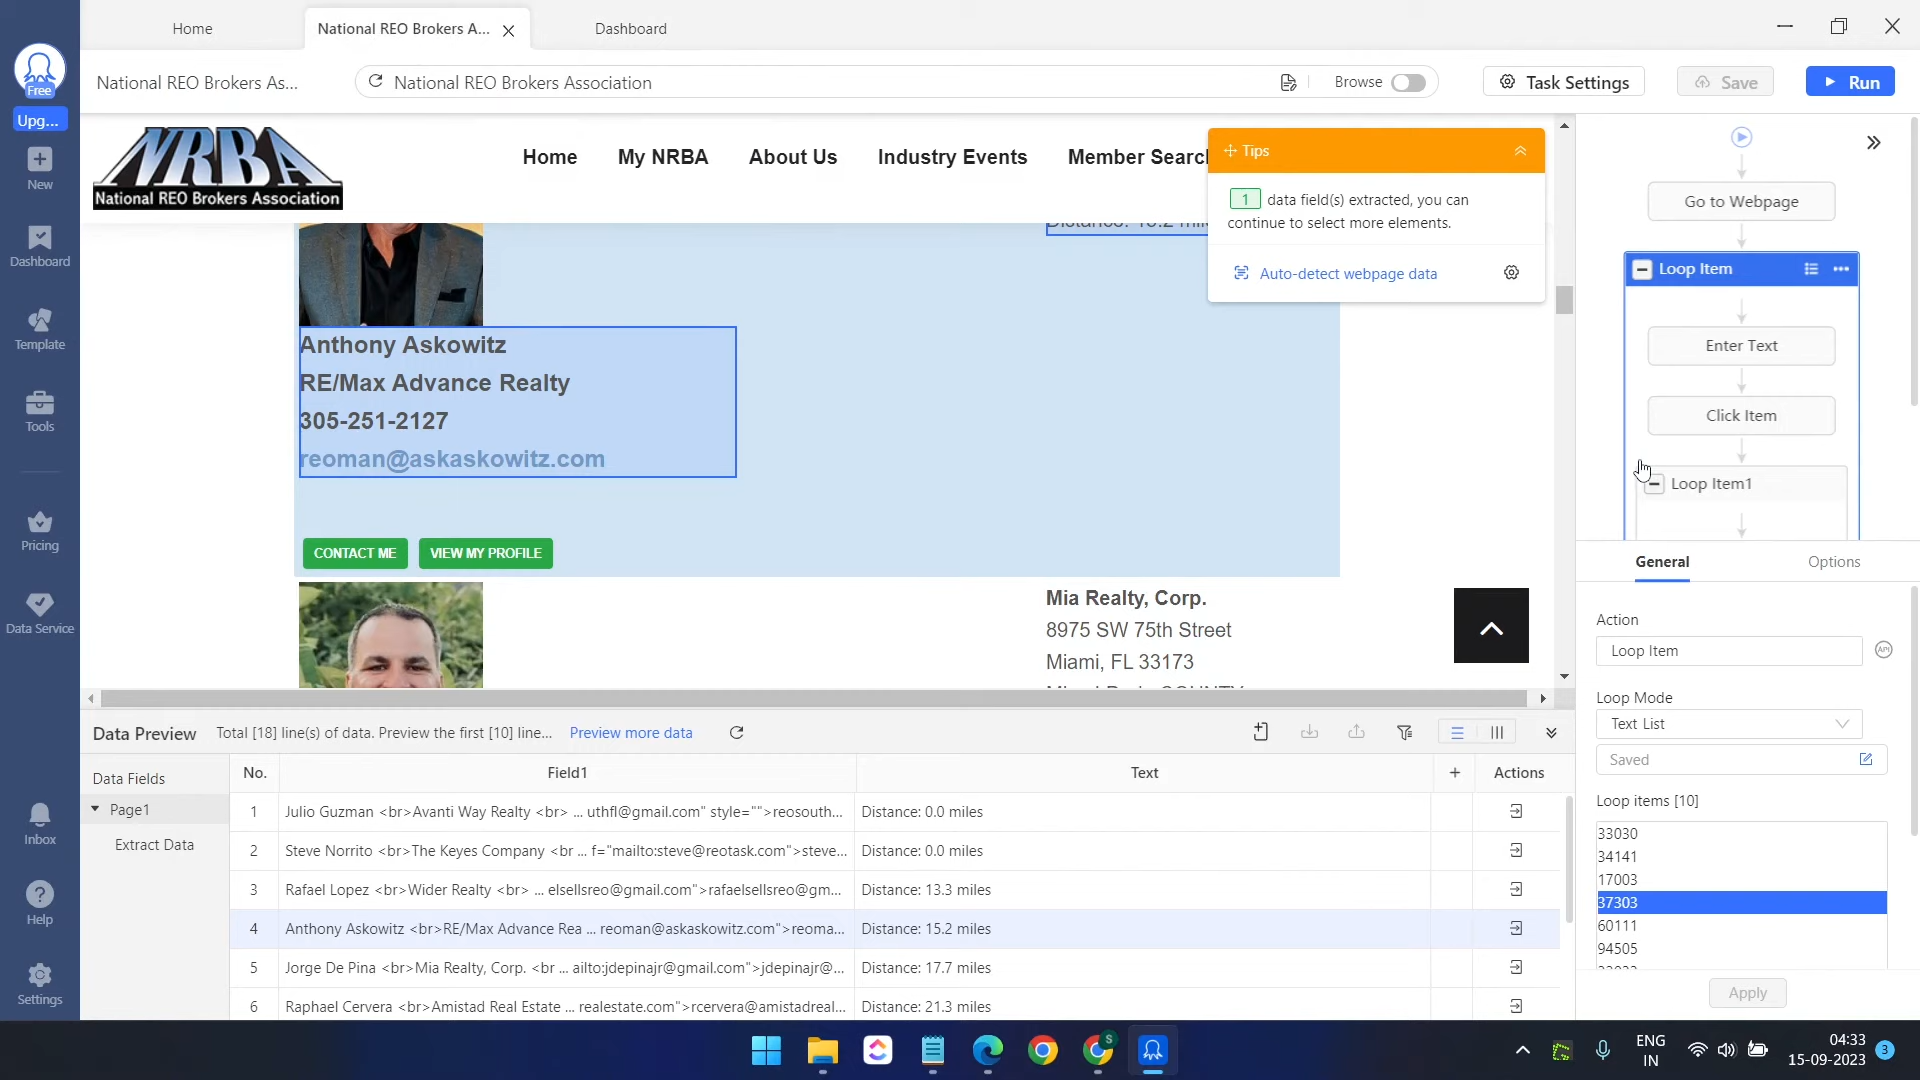 Home
National REO Brokers A...
Dashboard
National REO Brokers As...
National REO Brokers Association
Browse
Task Settings
Save
Run
Free
Upg...
New
Dashboard
Template
Tools
Pricing
Data Service
Inbox
Help
Settings
NRBA
National REO Brokers Association
Home
My NRBA
About Us
Industry Events
Member Searc
Tips
1 data field(s) extracted, you can
continue to select more elements.
Auto-detect webpage data
Anthony Askowitz
RE/Max Advance Realty
305-251-2127
reoman@askaskowitz.com
CONTACT ME
VIEW MY PROFILE
Mia Realty, Corp.
8975 SW 75th Street
Miami, FL 33173
Go to Webpage
Loop Item
Enter Text
Click Item
Loop Item1
General
Options
Action
Loop Item
API
Loop Mode
Text List
Saved
Loop items [10]
33030
34141
17003
37303
60111
94505
Apply
Data Preview
Total [18] line(s) of data. Preview the first [10] line...
Preview more data
Data Fields
Page1
Extract Data
No.
Field1
Text
+
Actions
1 Julio Guzman <br>Avanti Way Realty <br> ... uthfl@gmail.com" style="">reosouth... Distance: 0.0 miles
2 Steve Norrito <br>The Keyes Company <br ... f="mailto:steve@reotask.com">steve... Distance: 0.0 miles
3 Rafael Lopez <br>Wider Realty <br> ... elsellsreo@gmail.com">rafaelsellsreo@gm... Distance: 13.3 miles
4 Anthony Askowitz <br>RE/Max Advance Rea ... reoman@askaskowitz.com">reoma... Distance: 15.2 miles
5 Jorge De Pina <br>Mia Realty, Corp. <br ... ailto:jdepinajr@gmail.com">jdepinajr@... Distance: 17.7 miles
6 Raphael Cervera <br>Amistad Real Estate ... realestate.com">rcervera@amistadreal... Distance: 21.3 miles
S
ENG
IN
04:33
15-09-2023
3